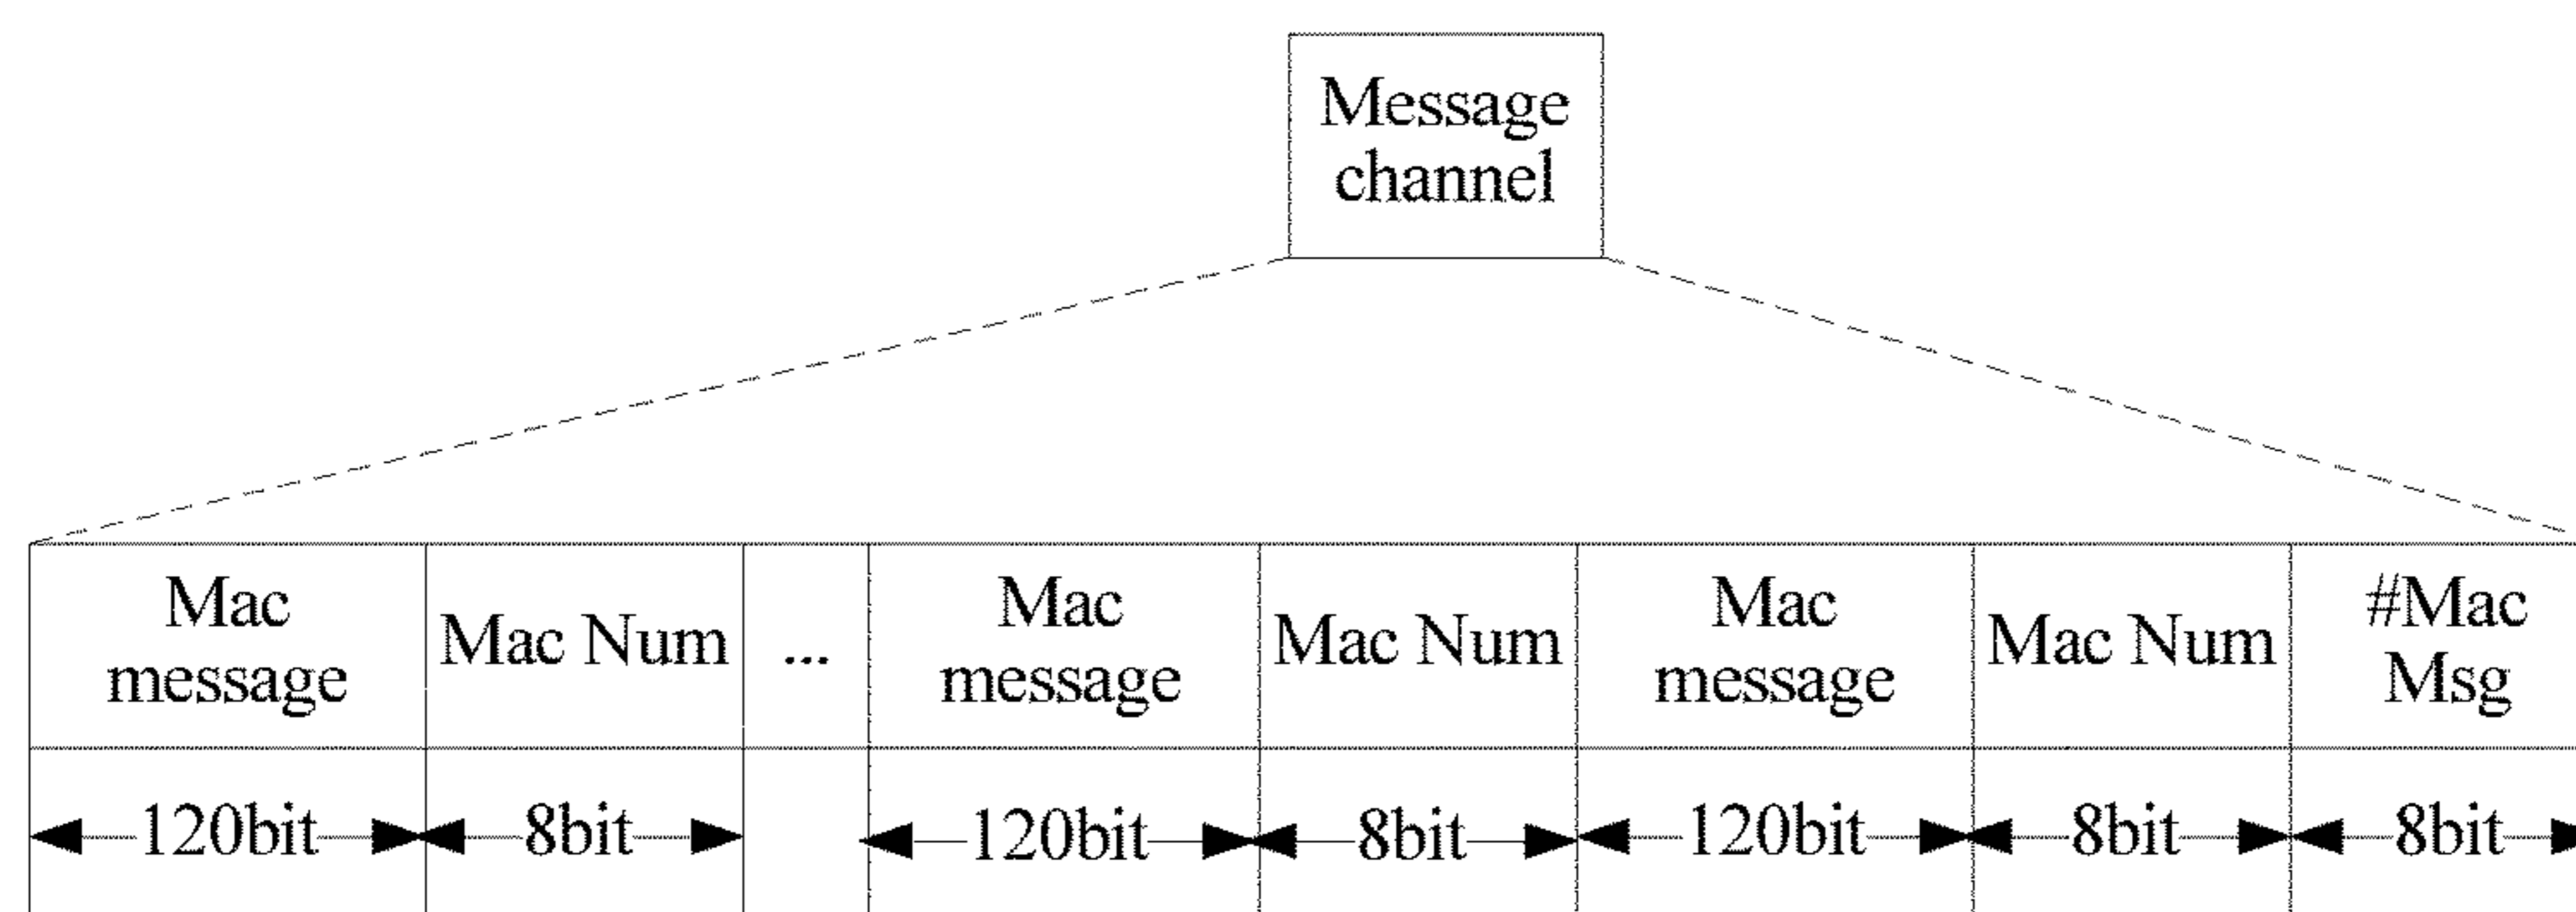 Message
channel
Mac
message
Mac Num
...
Mac
message
Mac Num
Mac
message
Mac Num
#Mac
Msg
120bit
8bit
120bit
8bit
120bit
8bit
8bit